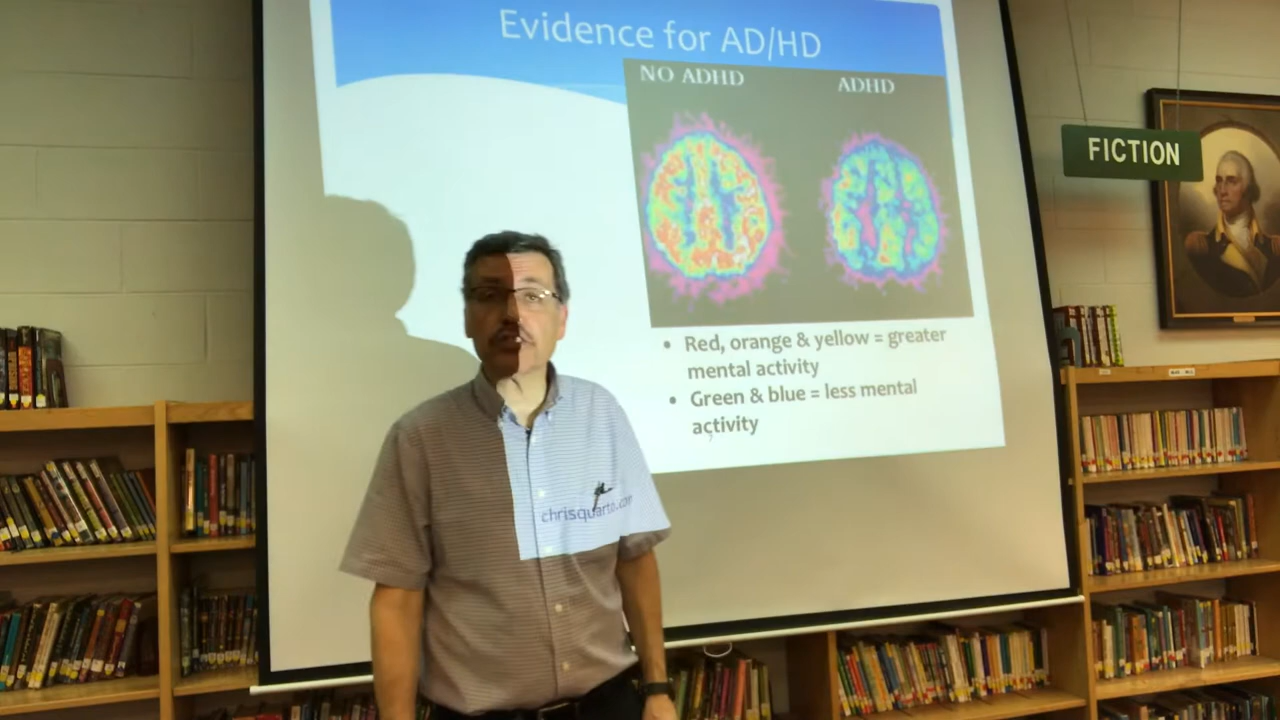 Evidence for AD/HD
NO ADHD
ADHD
FICTION
• Red, orange & yellow = greater
mental activity
• Green & blue = less mental
activity
chrisquarto.com